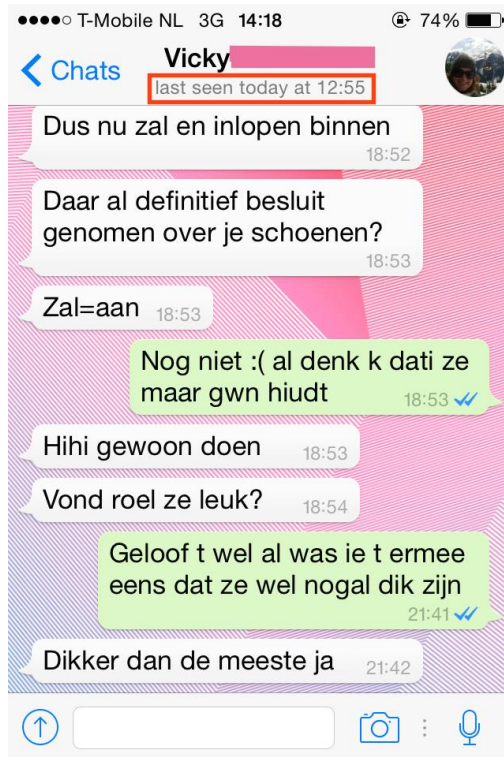 T-Mobile NL 3G 14:18 74%
Chats
Vicky
last seen today at 12:55
Dus nu zal en inlopen binnen
18:52
Daar al definitief besluit
genomen over je schoenen?
18:53
Zal=aan 18:53
Nog niet :( al denk k dati ze
maar gwn hiudt 18:53
Hihi gewoon doen 18:53
Vond roel ze leuk? 18:54
Geloof t wel al was ie t ermee
eens dat ze wel nogal dik zijn
21:41
Dikker dan de meeste ja 21:42